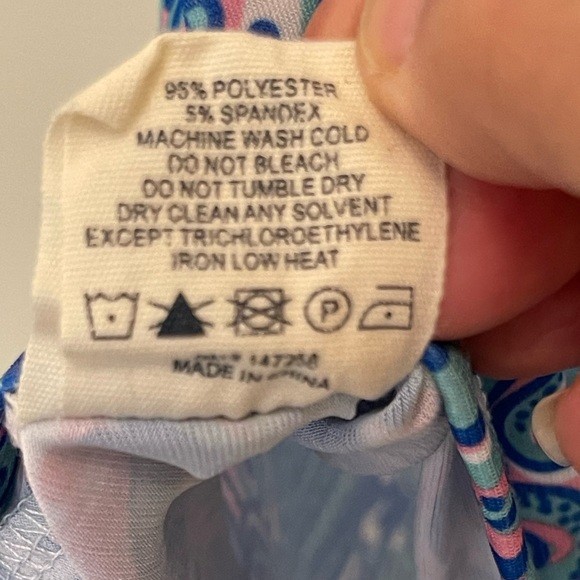 95% POLYESTER
5% SPANDEX
MACHINE WASH COLD
DO NOT BLEACH
DO NOT TUMBLE DRY
DRY CLEAN ANY SOLVENT
EXCEPT TRICHLOROETHYLENE
IRON LOW HEAT
P
MADE IN CHINA